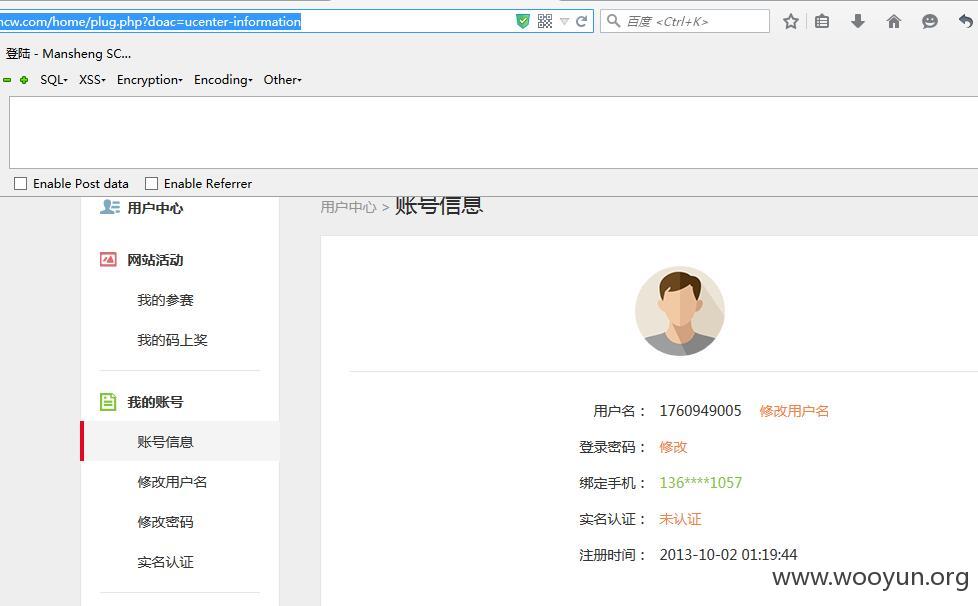 ncw.com/home/plug.php?doac=ucenter-information
百度 <Ctrl+K>
登陆 - Mansheng SC...
SQL- XSS- Encryption- Encoding- Other-
Enable Post data Enable Referrer
用户中心
用户中心 > 账号信息
网站活动
我的参赛
我的码上奖
我的账号
账号信息
修改用户名
修改密码
实名认证
用户名： 1760949005 修改用户名
登录密码： 修改
绑定手机： 136****1057
实名认证： 未认证
注册时间： 2013-10-02 01:19:44
www.wooyun.org